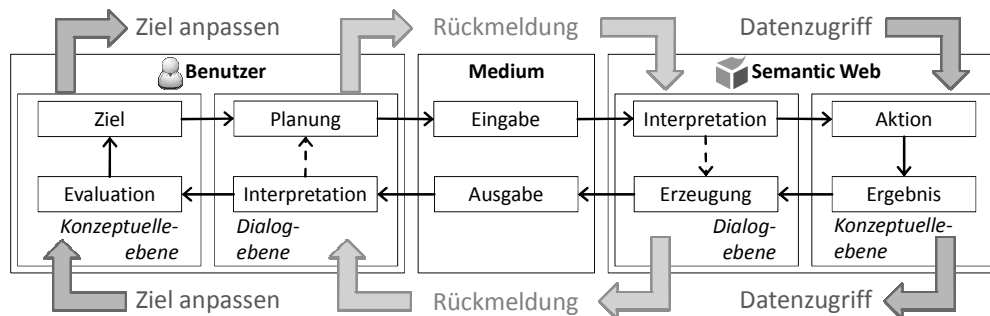 Ziel anpassen Rückmeldung Datenzugriff
Benutzer Medium Semantic Web
Ziel Planung Eingabe Interpretation Aktion
Evaluation Interpretation Ausgabe Erzeugung Ergebnis
Konzeptuelle- Dialog- Dialog- Konzeptuelle-
ebene ebene ebene ebene
Ziel anpassen Rückmeldung Datenzugriff